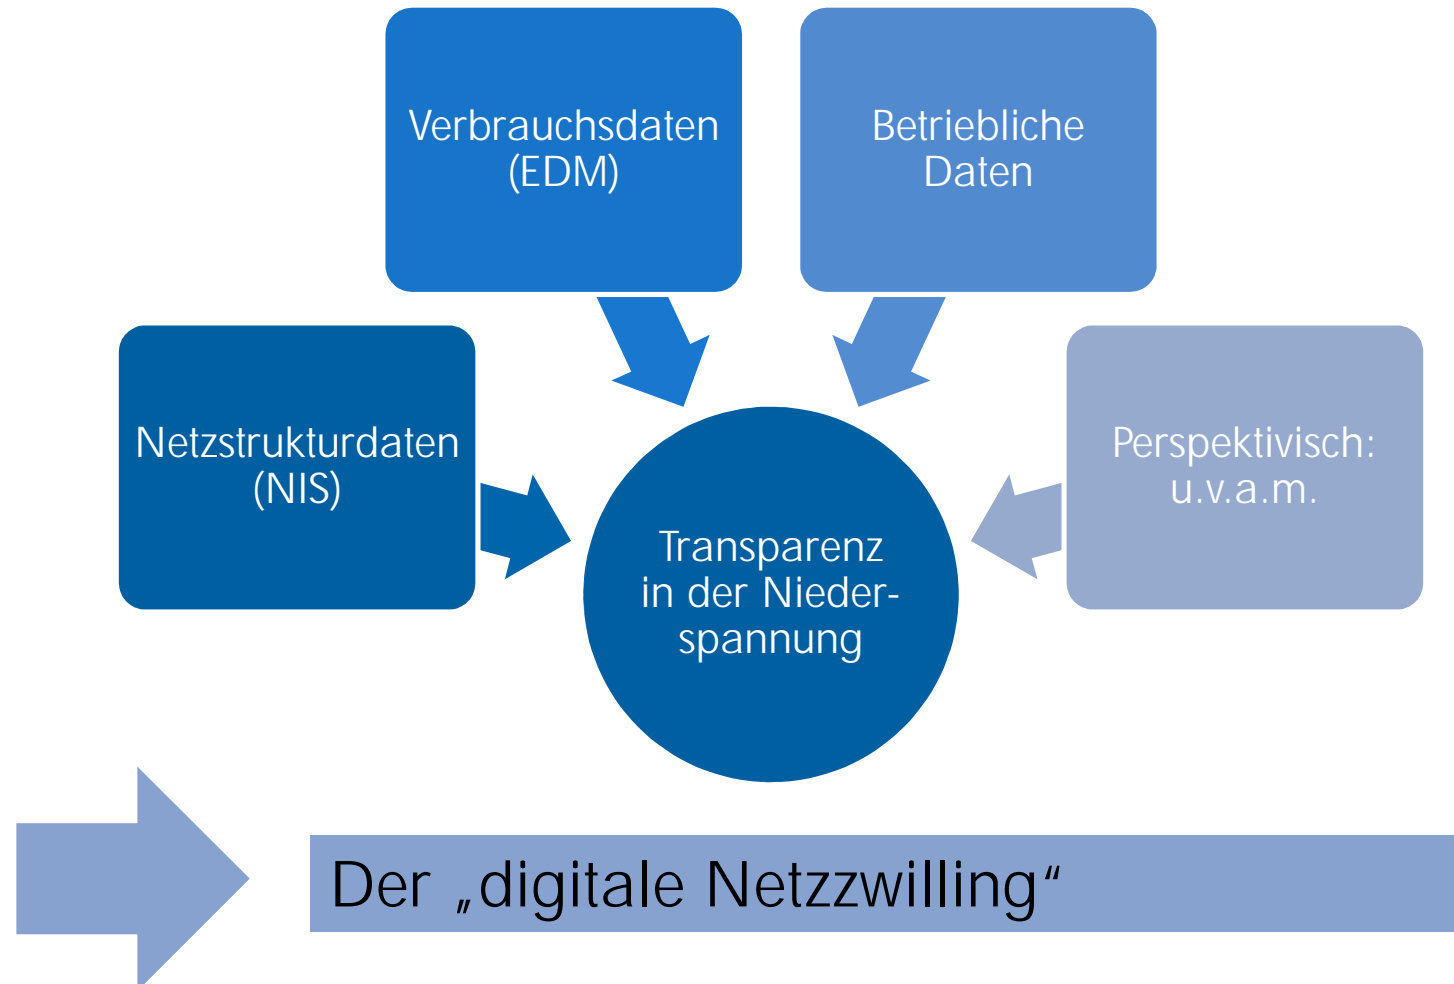 Verbrauchsdaten
(EDM)
Betriebliche
Daten
Netzstrukturdaten
(NIS)
Perspektivisch:
u.v.a.m.
Transparenz
in der Nieder-
spannung
Der „digitale Netzzwilling“